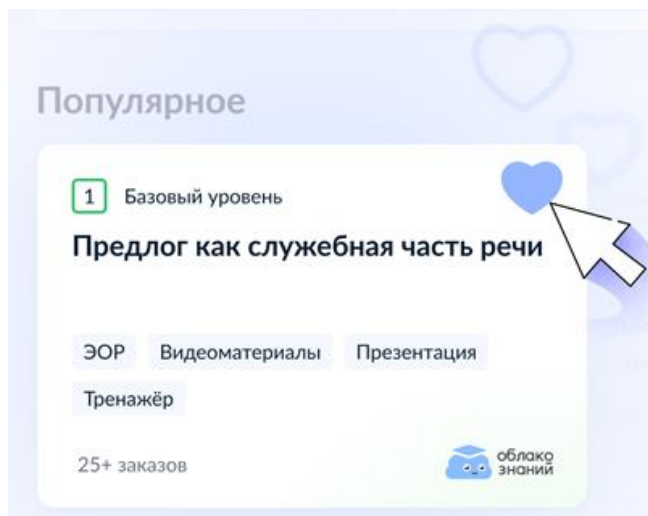 Популярное
1 Базовый уровень
Предлог как служебная часть речи
ЭОР Видеоматериалы Презентация
Тренажёр
25+ заказов
облако
знаний